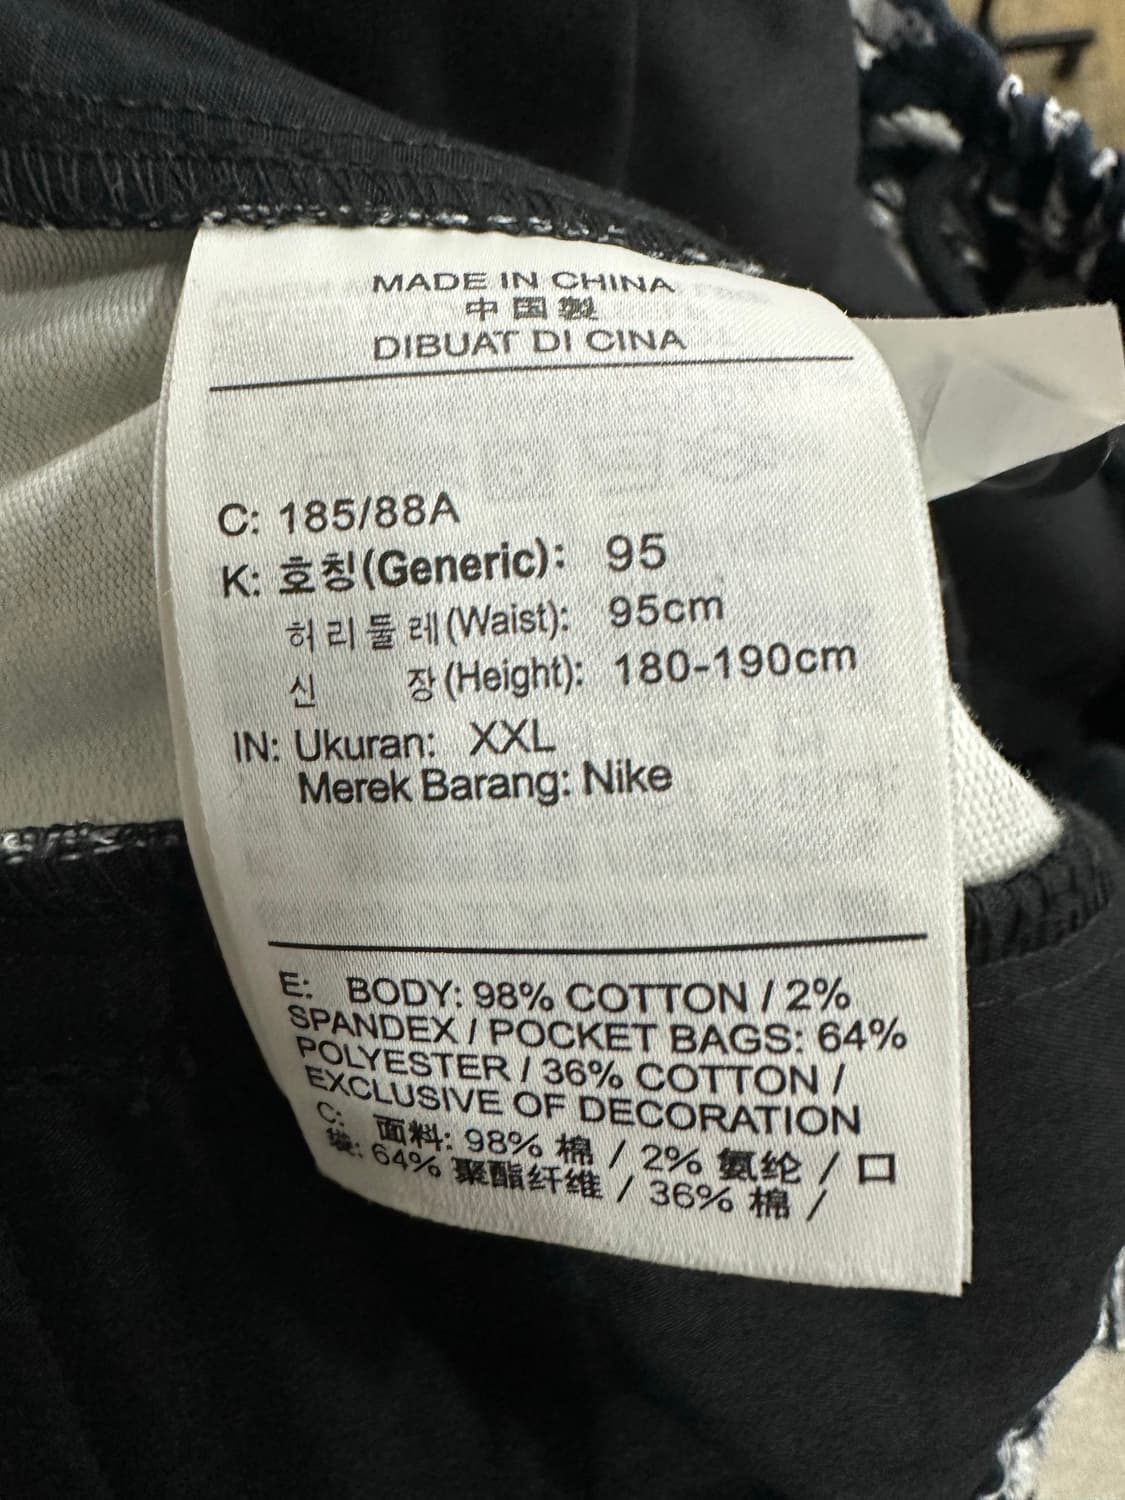 MADE IN CHINA
中国製
DIBUAT DI CINA
C: 185/88A
K: 호칭(Generic): 95
허리둘레(Waist): 95cm
신 장(Height): 180-190cm
IN: Ukuran: XXL
Merek Barang: Nike
E: BODY: 98% COTTON / 2%
SPANDEX / POCKET BAGS: 64%
POLYESTER / 36% COTTON /
EXCLUSIVE OF DECORATION
C: 面料: 98% 棉 / 2% 氨纶 / 口
袋: 64% 聚酯纤维 / 36% 棉 /